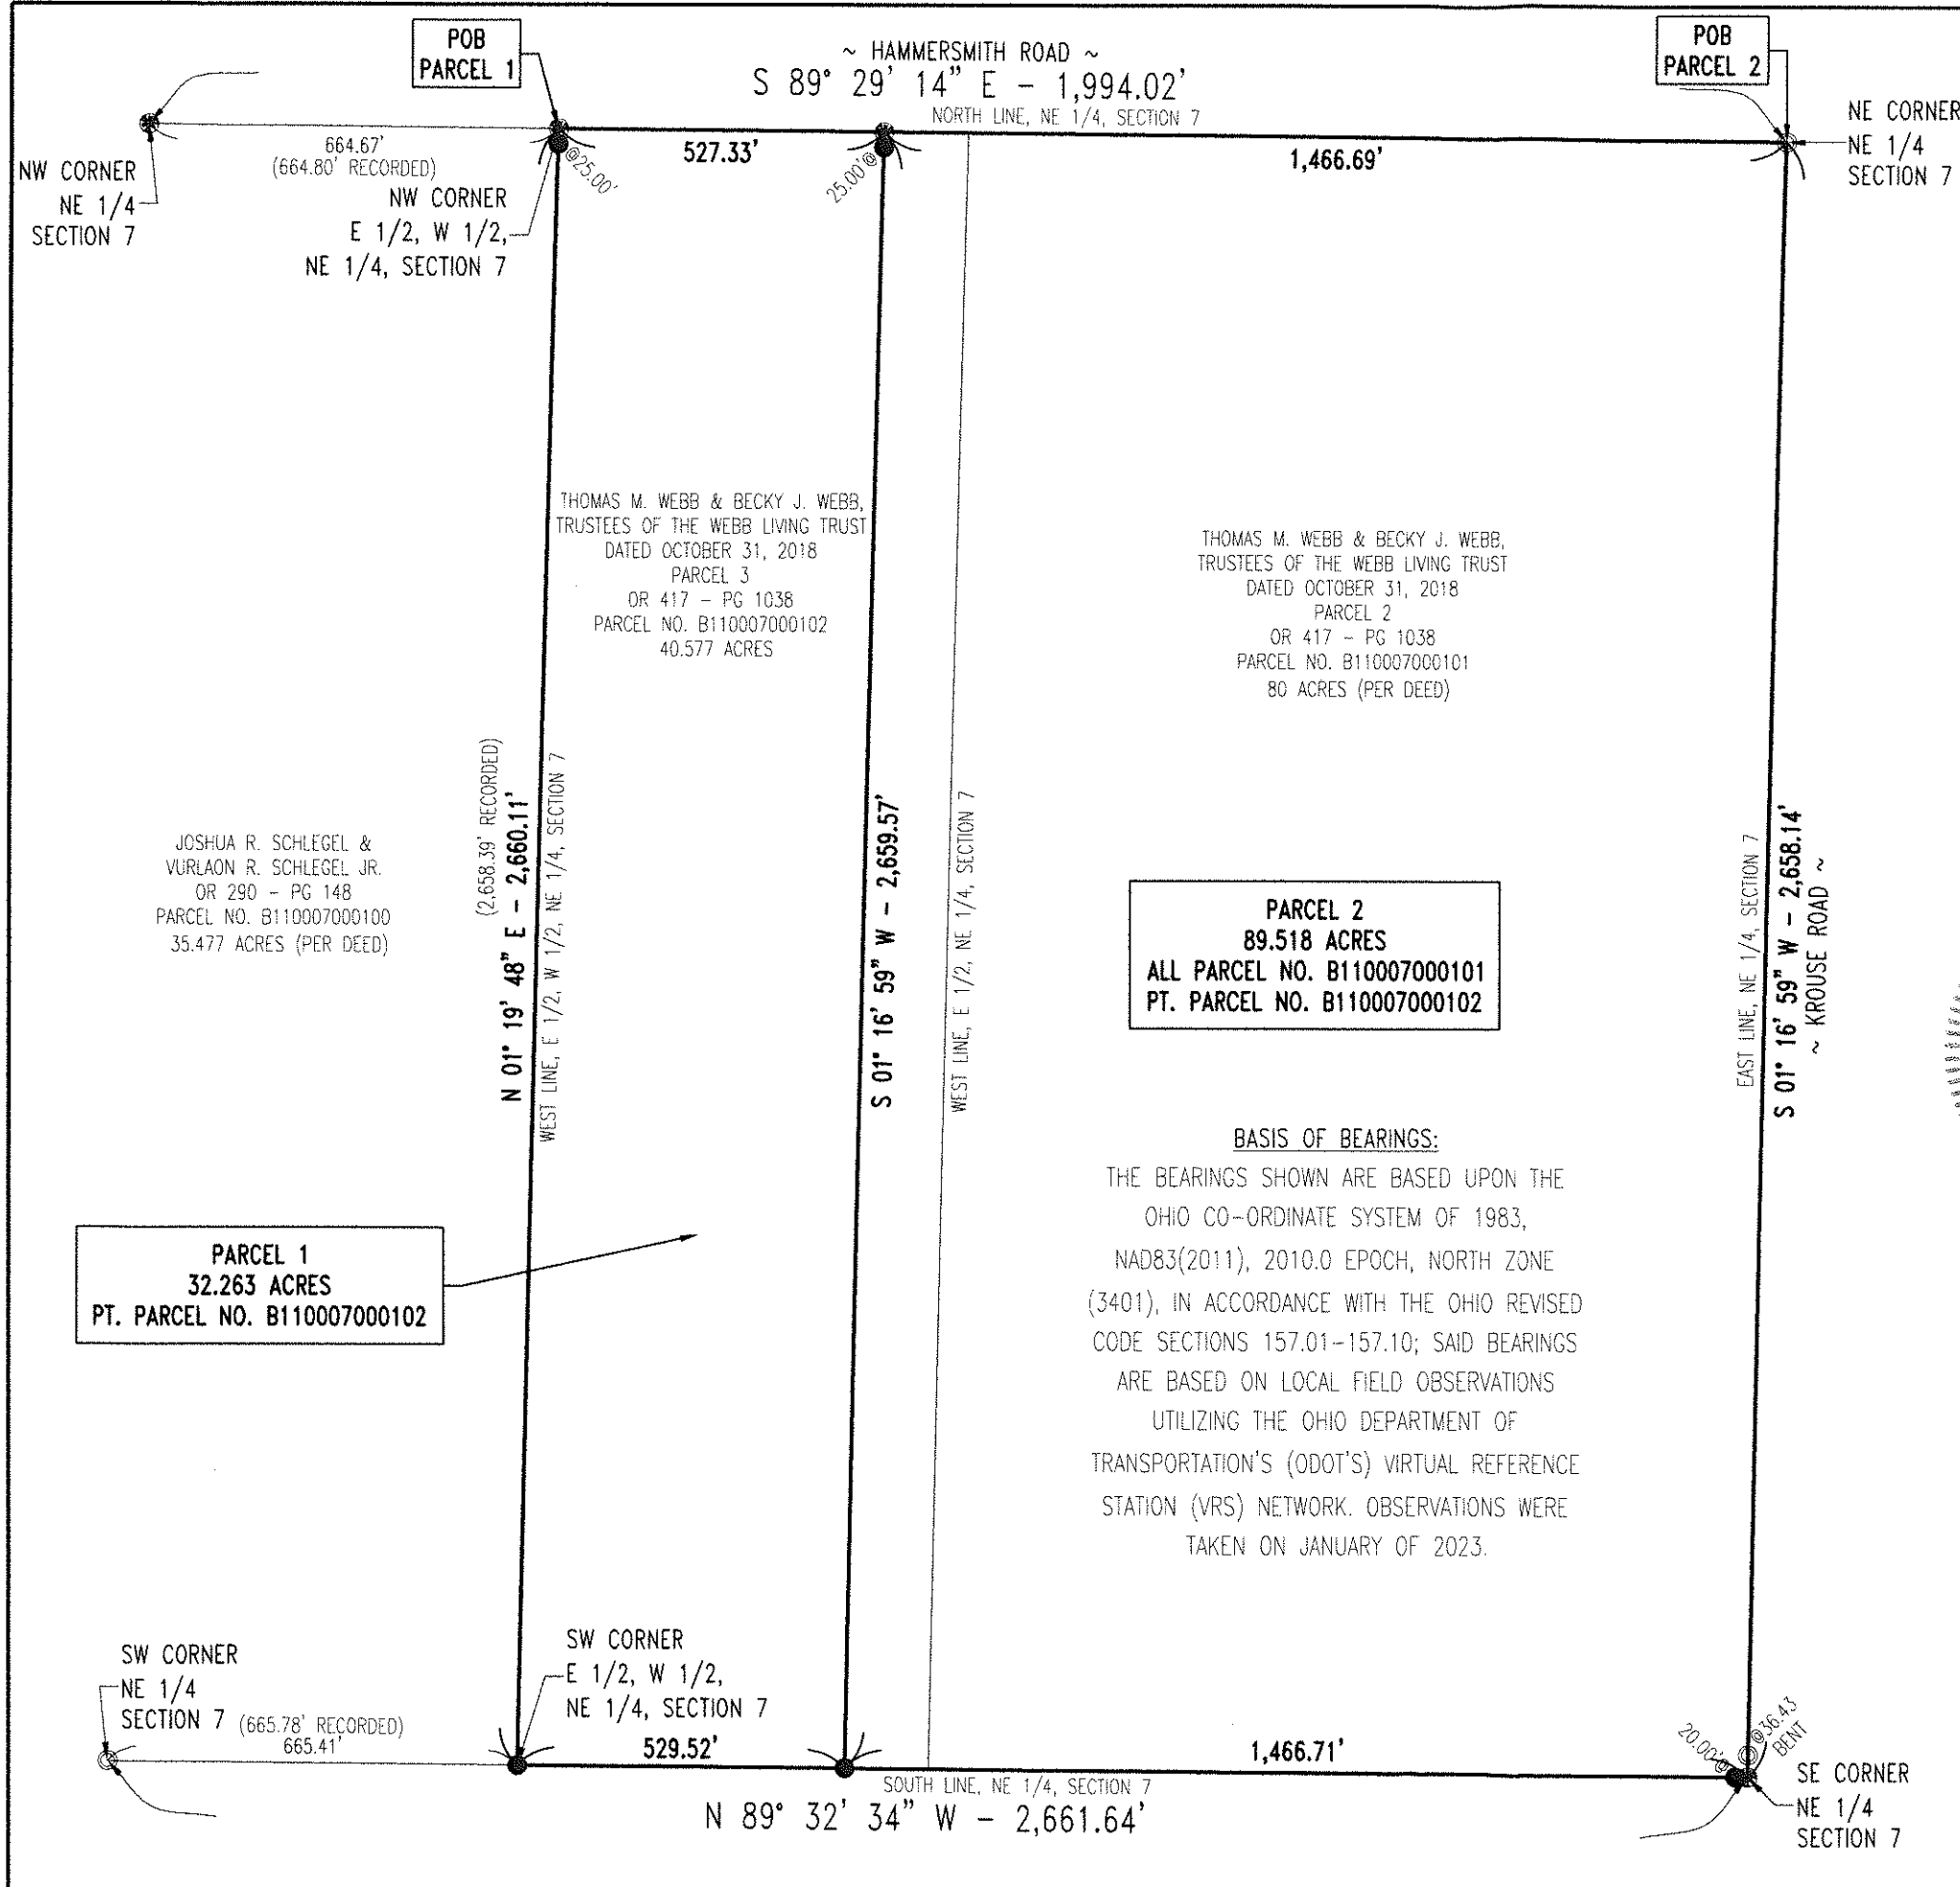 POB
PARCEL 1
~ HAMMERSMITH ROAD ~
S 89° 29' 14" E - 1,994.02'
NORTH LINE, NE 1/4, SECTION 7
POB
PARCEL 2
NE CORNER
NE 1/4
SECTION 7
664.67'
(664.80' RECORDED)
527.33'
1,466.69'
NW CORNER
NE 1/4
SECTION 7
@25.00'
25.00'@
NW CORNER
E 1/2, W 1/2,
NE 1/4, SECTION 7
THOMAS M. WEBB & BECKY J. WEBB,
TRUSTEES OF THE WEBB LIVING TRUST
DATED OCTOBER 31, 2018
PARCEL 3
OR 417 - PG 1038
PARCEL NO. B110007000102
40.577 ACRES
THOMAS M. WEBB & BECKY J. WEBB,
TRUSTEES OF THE WEBB LIVING TRUST
DATED OCTOBER 31, 2018
PARCEL 2
OR 417 - PG 1038
PARCEL NO. B110007000101
80 ACRES (PER DEED)
JOSHUA R. SCHLEGEL &
VURLAON R. SCHLEGEL JR.
OR 290 - PG 148
PARCEL NO. B110007000100
35.477 ACRES (PER DEED)
(2,658.39' RECORDED)
N 01° 19' 48" E - 2,660.11'
WEST LINE, E 1/2, W 1/2, NE 1/4, SECTION 7
S 01° 16' 59" W - 2,659.57'
WEST LINE, E 1/2, NE 1/4, SECTION 7
PARCEL 2
89.518 ACRES
ALL PARCEL NO. B110007000101
PT. PARCEL NO. B110007000102
EAST LINE, NE 1/4, SECTION 7
S 01° 16' 59" W - 2,658.14'
~ KROUSE ROAD ~
BASIS OF BEARINGS:
THE BEARINGS SHOWN ARE BASED UPON THE
OHIO CO-ORDINATE SYSTEM OF 1983,
NAD83(2011), 2010.0 EPOCH, NORTH ZONE
(3401), IN ACCORDANCE WITH THE OHIO REVISED
CODE SECTIONS 157.01-157.10; SAID BEARINGS
ARE BASED ON LOCAL FIELD OBSERVATIONS
UTILIZING THE OHIO DEPARTMENT OF
TRANSPORTATION'S (ODOT'S) VIRTUAL REFERENCE
STATION (VRS) NETWORK. OBSERVATIONS WERE
TAKEN ON JANUARY OF 2023.
PARCEL 1
32.263 ACRES
PT. PARCEL NO. B110007000102
SW CORNER
NE 1/4
SECTION 7
(665.78' RECORDED)
665.41'
SW CORNER
E 1/2, W 1/2,
NE 1/4, SECTION 7
529.52'
1,466.71'
20.00'@
@36.43
BENT
SOUTH LINE, NE 1/4, SECTION 7
N 89° 32' 34" W - 2,661.64'
SE CORNER
NE 1/4
SECTION 7